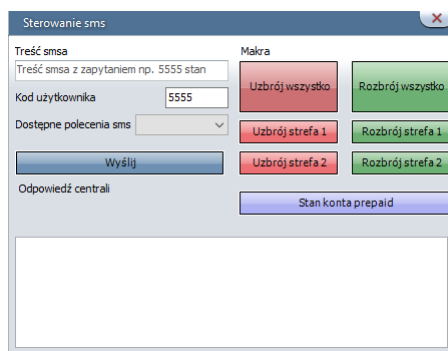 Sterowanie sms
Treść smsa
Treść smsa z zapytaniem np. 5555 stan
Kod użytkownika 5555
Dostępne polecenia sms
Wyślij
Odpowiedź centrali
Makra
Uzbrój wszystko Rozbrój wszystko
Uzbrój strefa 1 Rozbrój strefa 1
Uzbrój strefa 2 Rozbrój strefa 2
Stan konta prepaid